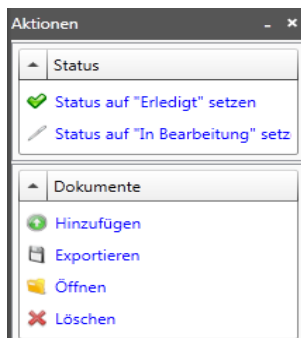 Aktionen
Status
Status auf "Erledigt" setzen
Status auf "In Bearbeitung" setz
Dokumente
Hinzufügen
Exportieren
Öffnen
Löschen